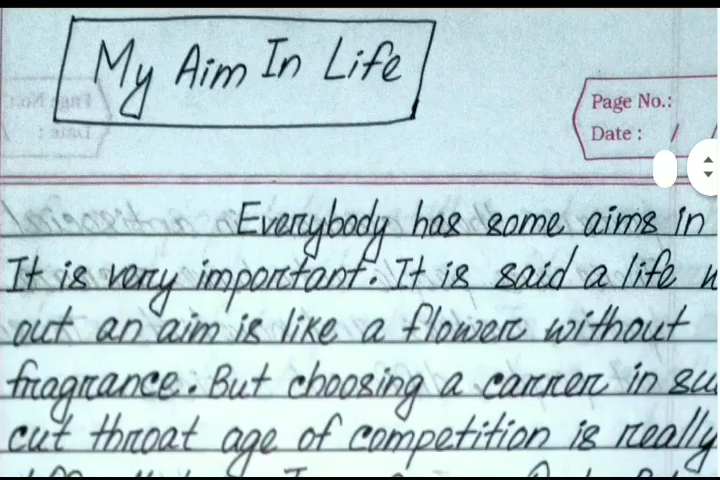 My Aim In Life
Page No.:
Date : / /
Everybody has some aims in
It is very important. It is said a life
out an aim is like a flower without
fragrance. But choosing a carrer in
cut throat age of competition is really